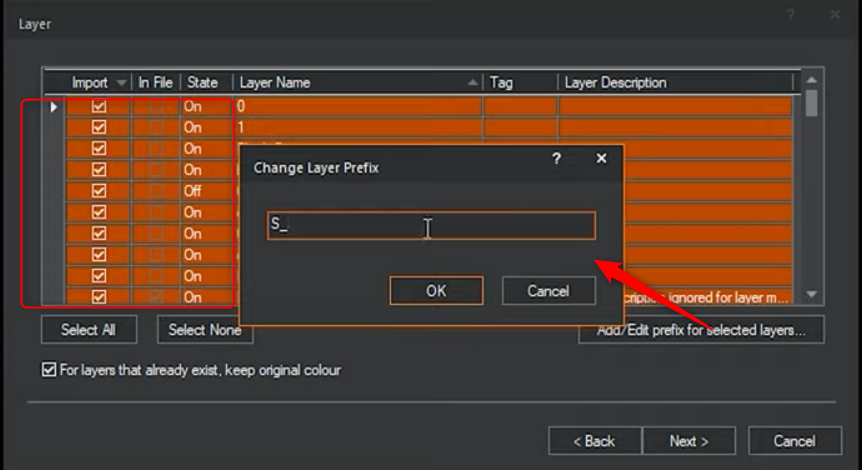 Layer
?
×
Import In File State Layer Name Tag Layer Description
On 0
On 1
On
On
Off
On
On
On
On
On ignored for layer m...
Change Layer Prefix
?
×
S_
OK Cancel
Select All Select None Add/Edit prefix for selected layers...
For layers that already exist, keep original colour
< Back Next > Cancel